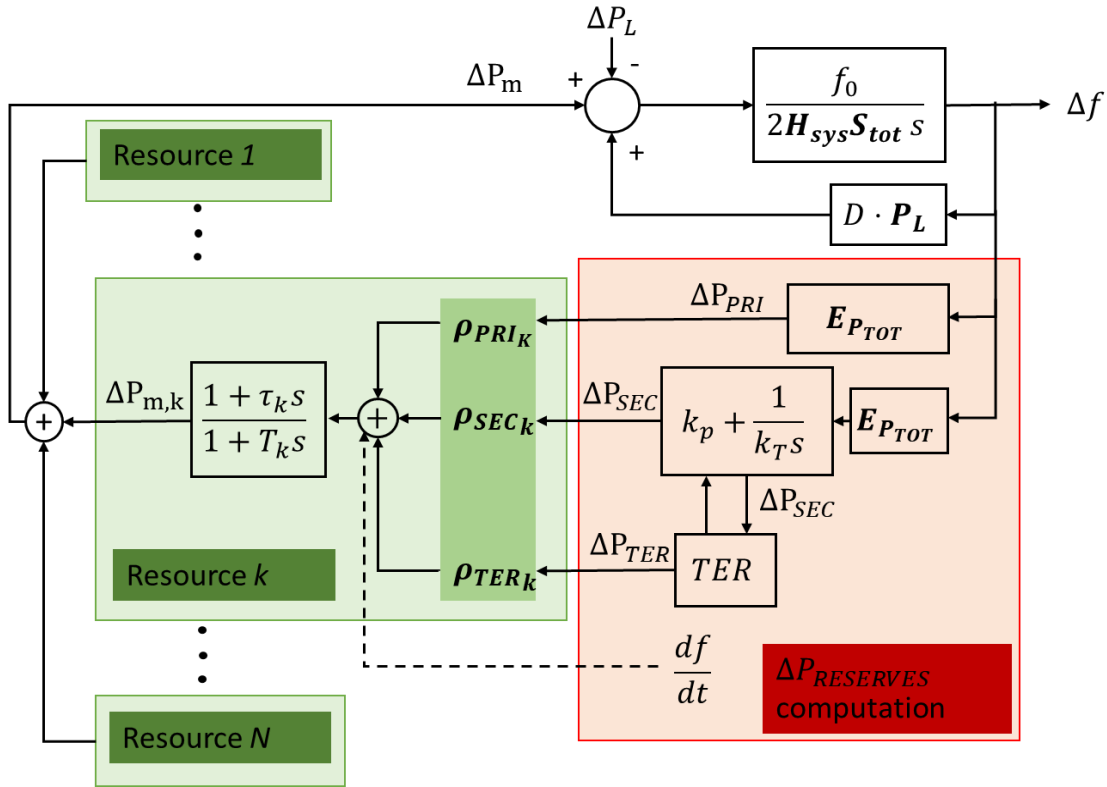 ΔP_L
ΔP_m
+
-
+
f_0
2H_sys S_tot s
Δf
D · P_L
Resource 1
ΔP_PRI
E_P_TOT
ρ_PRI_K
ΔP_m,k
1 + τ_k s
1 + T_k s
+
+
ρ_SEC_k
ΔP_SEC
k_p + 1
k_T s
E_P_TOT
ΔP_SEC
ρ_TER_k
ΔP_TER
TER
Resource k
df
dt
ΔP_RESERVES
computation
Resource N